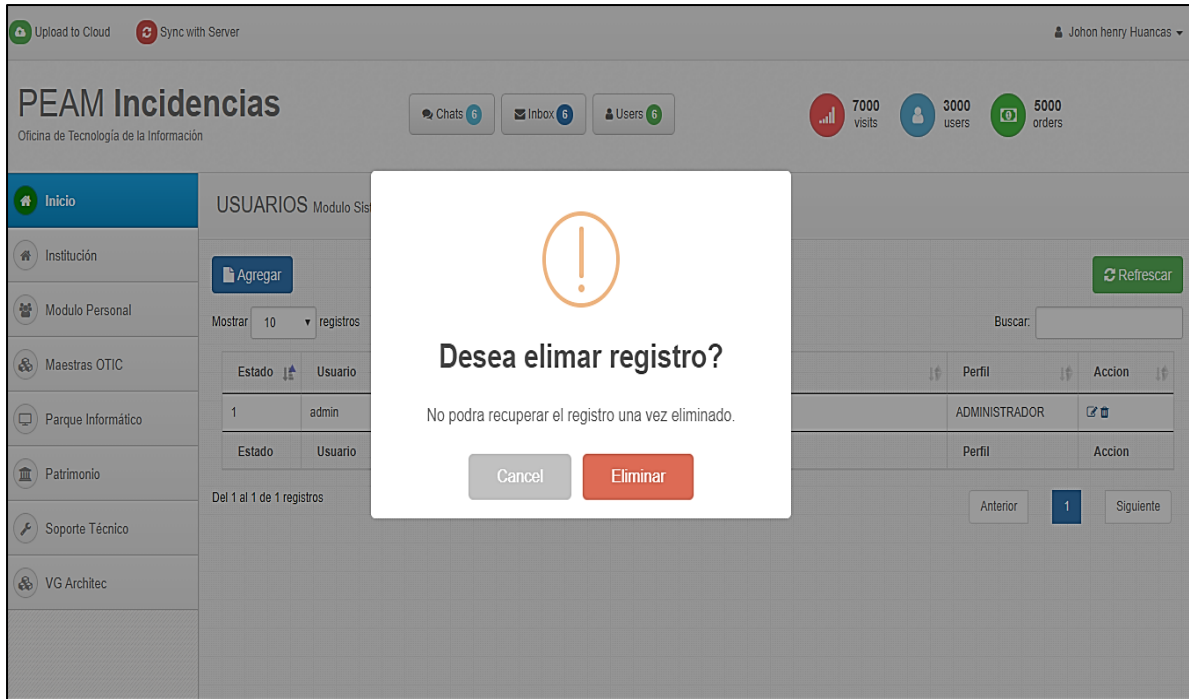 Upload to Cloud Sync with Server Johon henry Huancas
PEAM Incidencias
Oficina de Tecnología de la Información
Chats 6 Inbox 6 Users 6
7000 visits 3000 users 5000 orders
Inicio
Institución
Modulo Personal
Maestras OTIC
Parque Informático
Patrimonio
Soporte Técnico
VG Architec
USUARIOS Modulo Sis
Agregar Refrescar
Mostrar 10 registros Buscar:
Estado Usuario Perfil Accion
1 admin ADMINISTRADOR
Estado Usuario Perfil Accion
Del 1 al 1 de 1 registros Anterior 1 Siguiente
Desea elimar registro?
No podra recuperar el registro una vez eliminado.
Cancel Eliminar